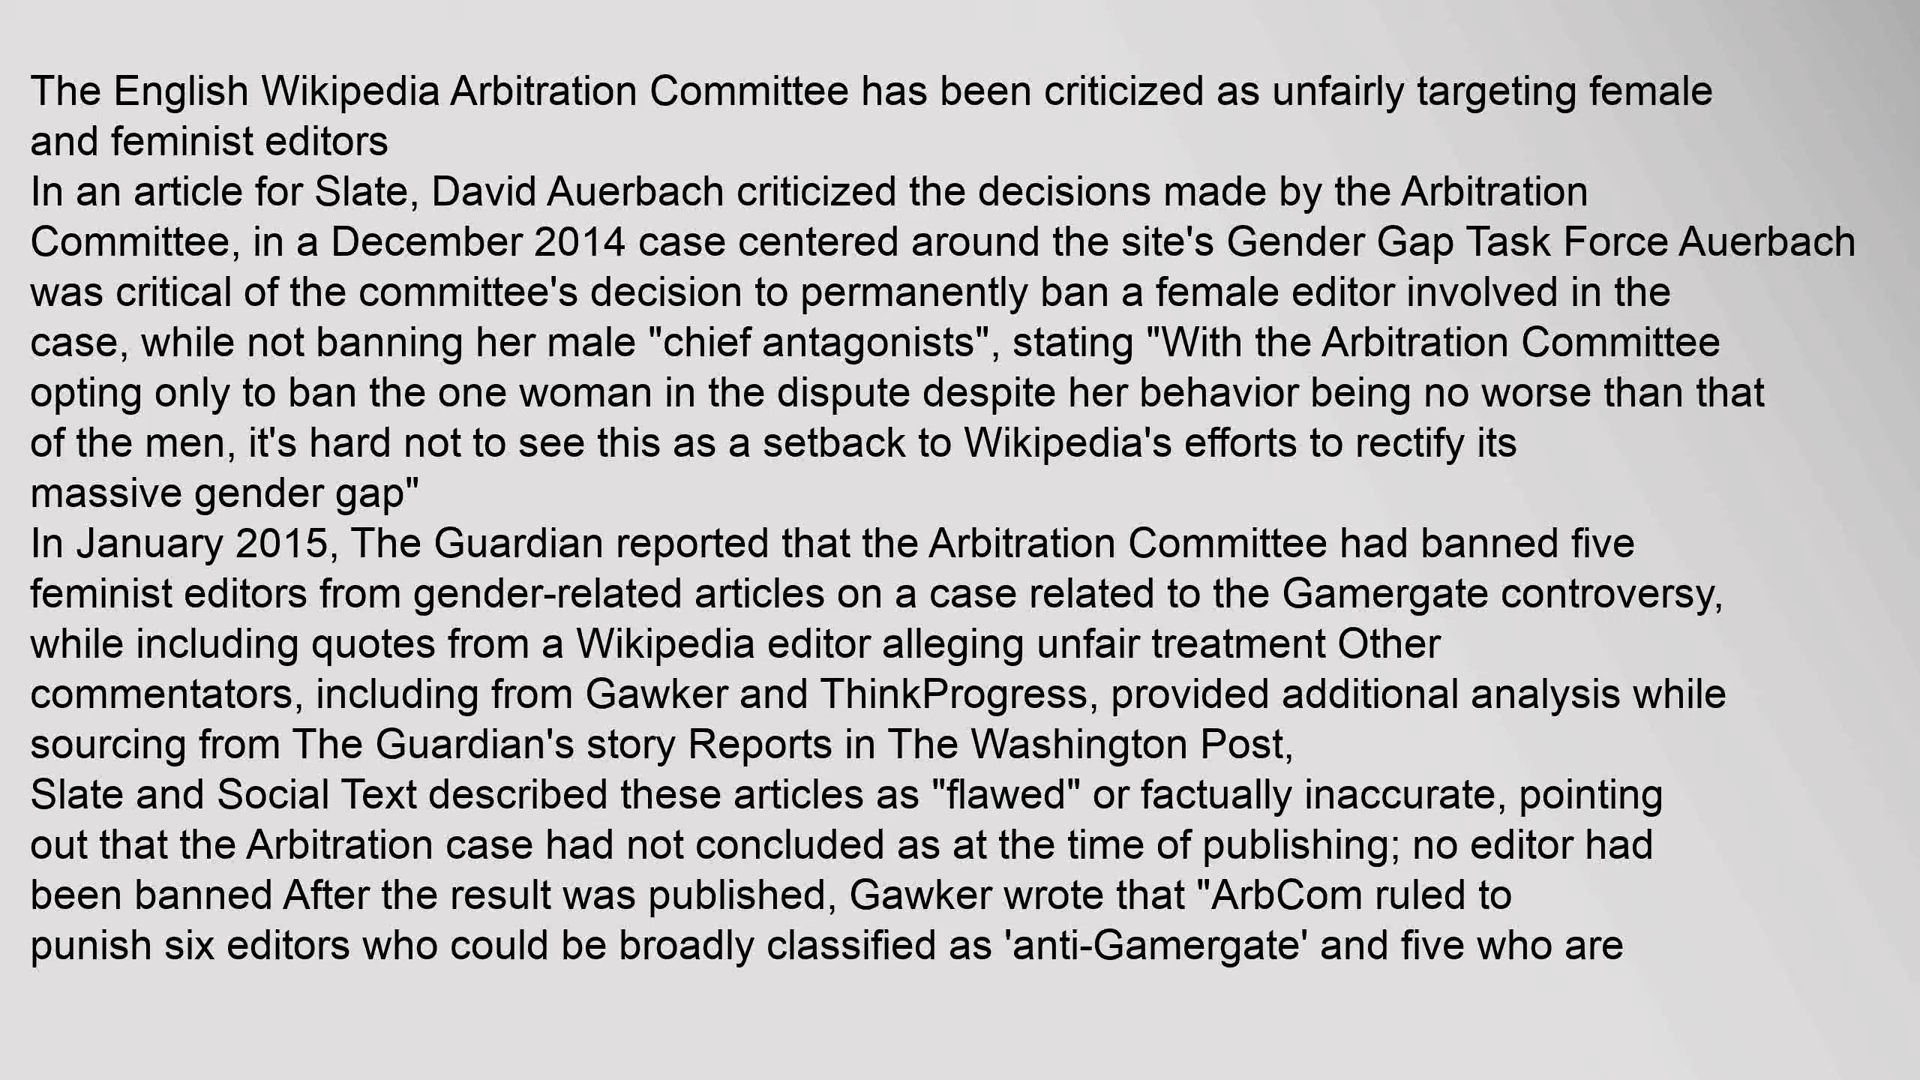 The English Wikipedia Arbitration Committee has been criticized as unfairly targeting female
and feminist editors
In an article for Slate, David Auerbach criticized the decisions made by the Arbitration
Committee, in a December 2014 case centered around the site's Gender Gap Task Force Auerbach
was critical of the committee's decision to permanently ban a female editor involved in the
case, while not banning her male "chief antagonists", stating "With the Arbitration Committee
opting only to ban the one woman in the dispute despite her behavior being no worse than that
of the men, it's hard not to see this as a setback to Wikipedia's efforts to rectify its
massive gender gap"
In January 2015, The Guardian reported that the Arbitration Committee had banned five
feminist editors from gender-related articles on a case related to the Gamergate controversy,
while including quotes from a Wikipedia editor alleging unfair treatment Other
commentators, including from Gawker and ThinkProgress, provided additional analysis while
sourcing from The Guardian's story Reports in The Washington Post,
Slate and Social Text described these articles as "flawed" or factually inaccurate, pointing
out that the Arbitration case had not concluded as at the time of publishing; no editor had
been banned After the result was published, Gawker wrote that "ArbCom ruled to
punish six editors who could be broadly classified as 'anti-Gamergate' and five who are